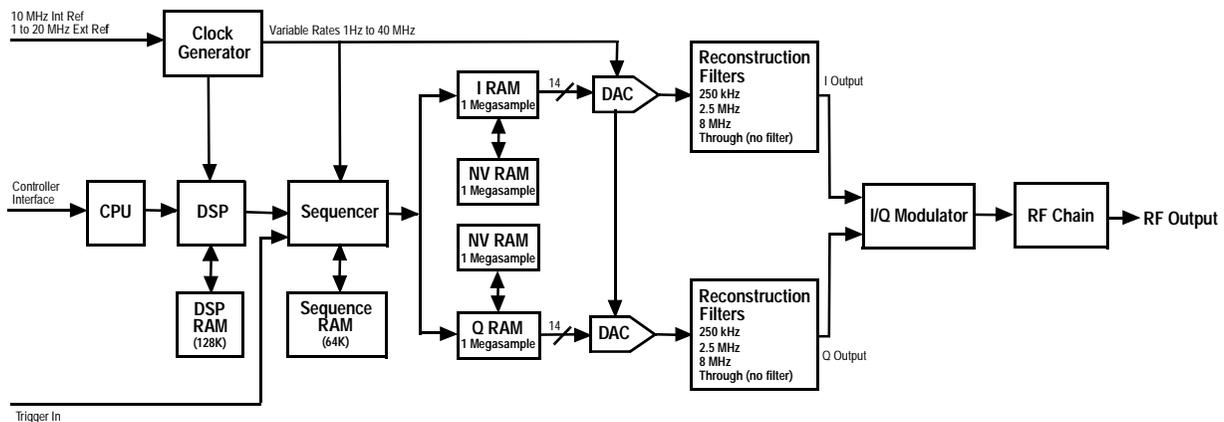 10 MHz Int Ref
1 to 20 MHz Ext Ref
Clock
Generator
Variable Rates 1Hz to 40 MHz
Controller
Interface
CPU
DSP
DSP
RAM
(128K)
Sequencer
Sequence
RAM
(64K)
Trigger In
I RAM
1 Megasample
NV RAM
1 Megasample
NV RAM
1 Megasample
Q RAM
1 Megasample
14
DAC
14
DAC
Reconstruction
Filters
250 kHz
2.5 MHz
8 MHz
Through (no filter)
I Output
Reconstruction
Filters
250 kHz
2.5 MHz
8 MHz
Through (no filter)
Q Output
I/Q Modulator
RF Chain
RF Output